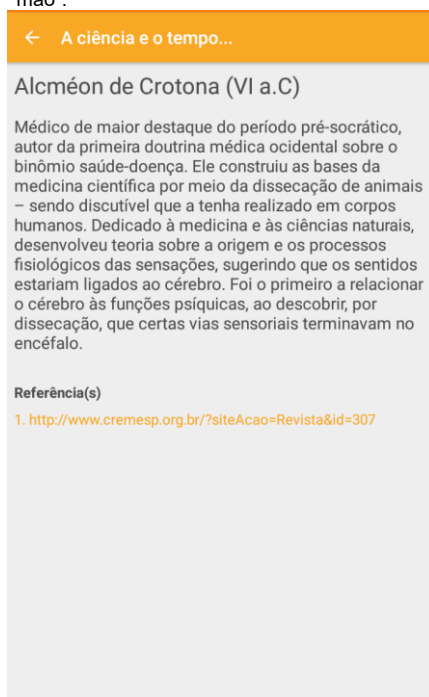 mão".
← A ciência e o tempo...
Alcméon de Crotona (VI a.C)
Médico de maior destaque do período pré-socrático,
autor da primeira doutrina médica ocidental sobre o
binômio saúde-doença. Ele construiu as bases da
medicina científica por meio da dissecação de animais
– sendo discutível que a tenha realizado em corpos
humanos. Dedicado à medicina e às ciências naturais,
desenvolveu teoria sobre a origem e os processos
fisiológicos das sensações, sugerindo que os sentidos
estariam ligados ao cérebro. Foi o primeiro a relacionar
o cérebro às funções psíquicas, ao descobrir, por
dissecação, que certas vias sensoriais terminavam no
encéfalo.
Referência(s)
1. http://www.cremesp.org.br/?siteAcao=Revista&id=307